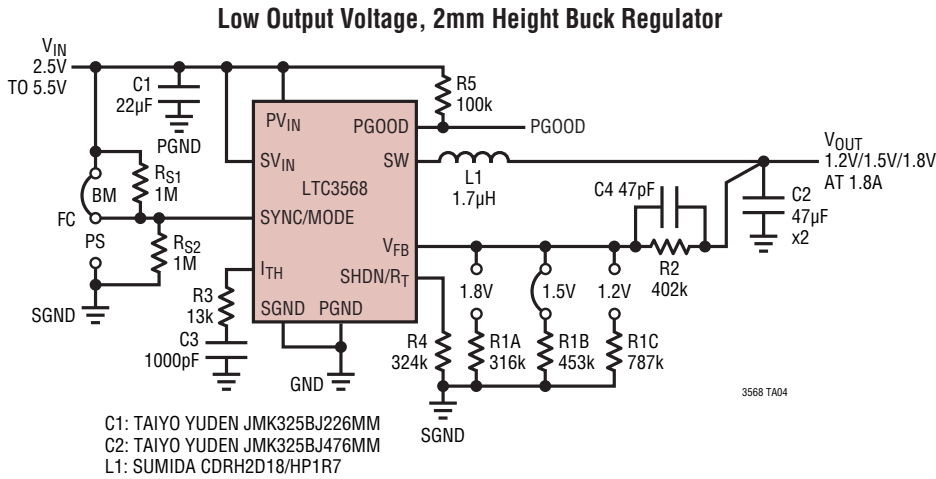 Low Output Voltage, 2mm Height Buck Regulator
VIN
2.5V
TO 5.5V
C1
22µF
PGND
R5
100k
PVIN
PGOOD
PGOOD
SVIN
SW
LTC3568
L1
1.7µH
VOUT
1.2V/1.5V/1.8V
AT 1.8A
RS1
1M
BM
FC
PS
SYNC/MODE
C4 47pF
C2
47µF
x2
RS2
1M
VFB
R2
402k
ITH
SHDN/RT
1.8V
1.5V
1.2V
SGND
R3
13k
SGND
PGND
C3
1000pF
GND
R4
324k
R1A
316k
R1B
453k
R1C
787k
SGND
3568 TA04
C1: TAIYO YUDEN JMK325BJ226MM
C2: TAIYO YUDEN JMK325BJ476MM
L1: SUMIDA CDRH2D18/HP1R7